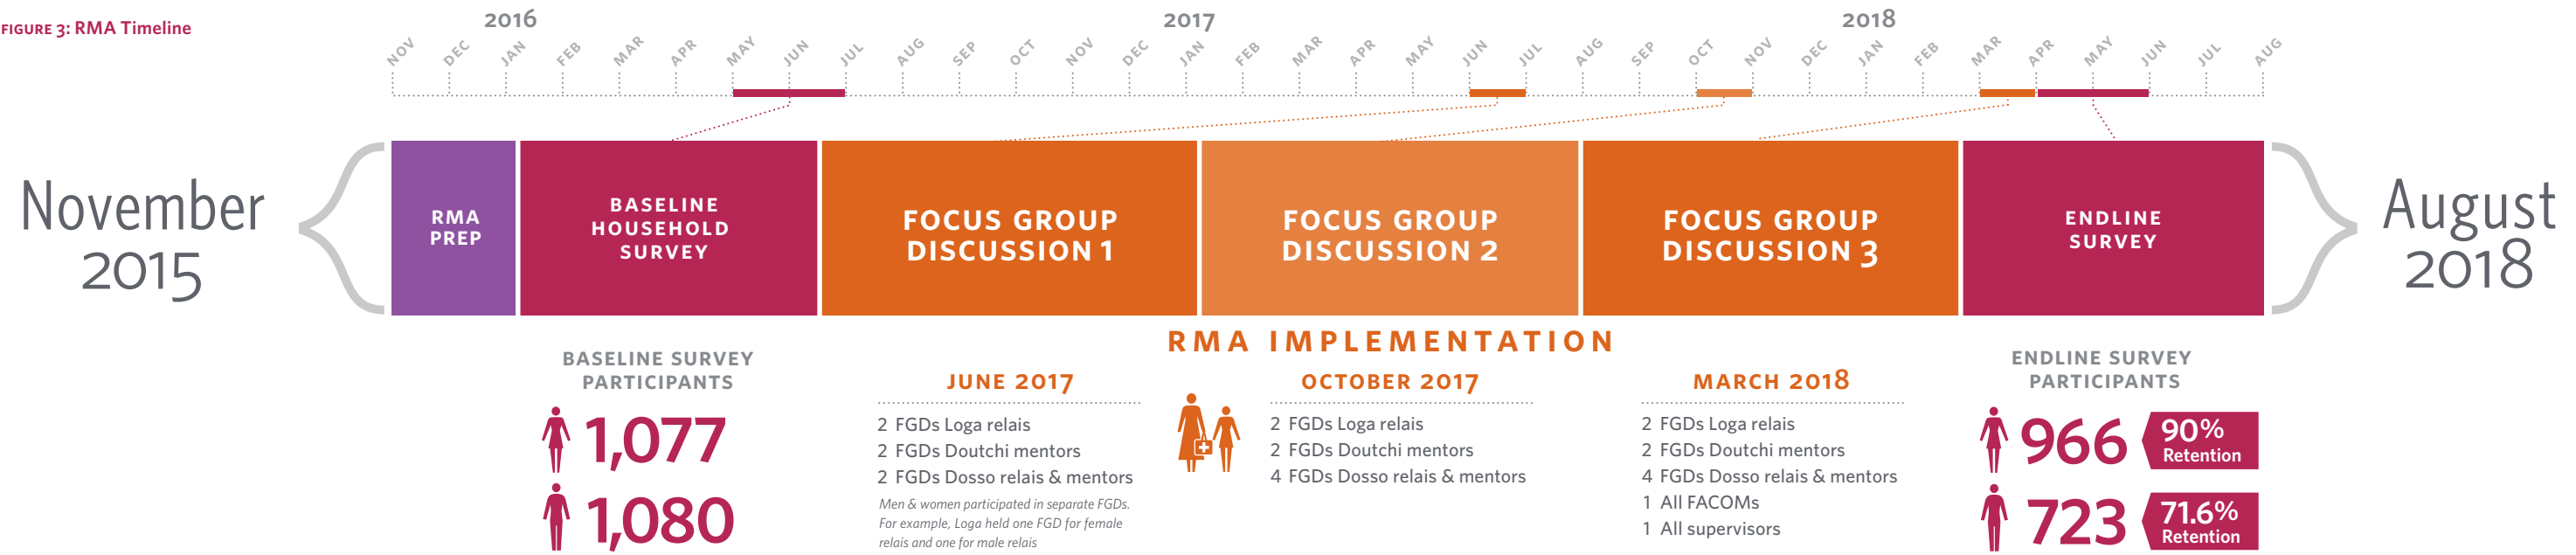 FIGURE 3: RMA Timeline
2016
2017
2018
NOV DEC JAN FEB MAR APR MAY JUN JUL AUG SEP OCT NOV DEC JAN FEB MAR APR MAY JUN JUL AUG SEP OCT NOV DEC JAN FEB MAR APR MAY JUN JUL AUG
November
2015
RMA
PREP
BASELINE
HOUSEHOLD
SURVEY
FOCUS GROUP
DISCUSSION 1
FOCUS GROUP
DISCUSSION 2
FOCUS GROUP
DISCUSSION 3
ENDLINE
SURVEY
August
2018
RMA IMPLEMENTATION
BASELINE SURVEY
PARTICIPANTS
1,077
1,080
JUNE 2017
2 FGDs Loga relais
2 FGDs Doutchi mentors
2 FGDs Dosso relais & mentors
Men & women participated in separate FGDs.
For example, Loga held one FGD for female
relais and one for male relais
OCTOBER 2017
2 FGDs Loga relais
2 FGDs Doutchi mentors
4 FGDs Dosso relais & mentors
MARCH 2018
2 FGDs Loga relais
2 FGDs Doutchi mentors
4 FGDs Dosso relais & mentors
1 All FACOMs
1 All supervisors
ENDLINE SURVEY
PARTICIPANTS
966
90%
Retention
723
71.6%
Retention